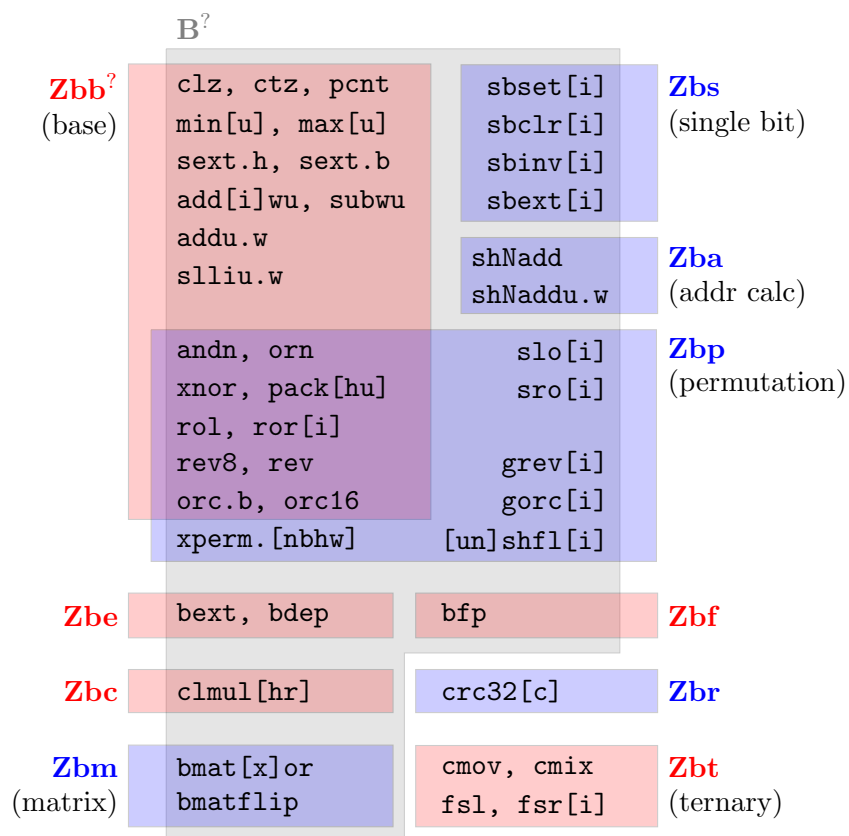 B?
Zbb?
(base)
clz, ctz, pcnt
min[u], max[u]
sext.h, sext.b
add[i]wu, subwu
addu.w
slliu.w
sbset[i]
sbclr[i]
sbinv[i]
sbext[i]
Zbs
(single bit)
shNadd
shNaddu.w
Zba
(addr calc)
andn, orn
xnor, pack[hu]
rol, ror[i]
rev8, rev
orc.b, orc16
xperm.[nbhw]
slo[i]
sro[i]
grev[i]
gorc[i]
[un]shfl[i]
Zbp
(permutation)
Zbe
bext, bdep
bfp
Zbf
Zbc
clmul[hr]
crc32[c]
Zbr
Zbm
(matrix)
bmat[x]or
bmatflip
cmov, cmix
fsl, fsr[i]
Zbt
(ternary)